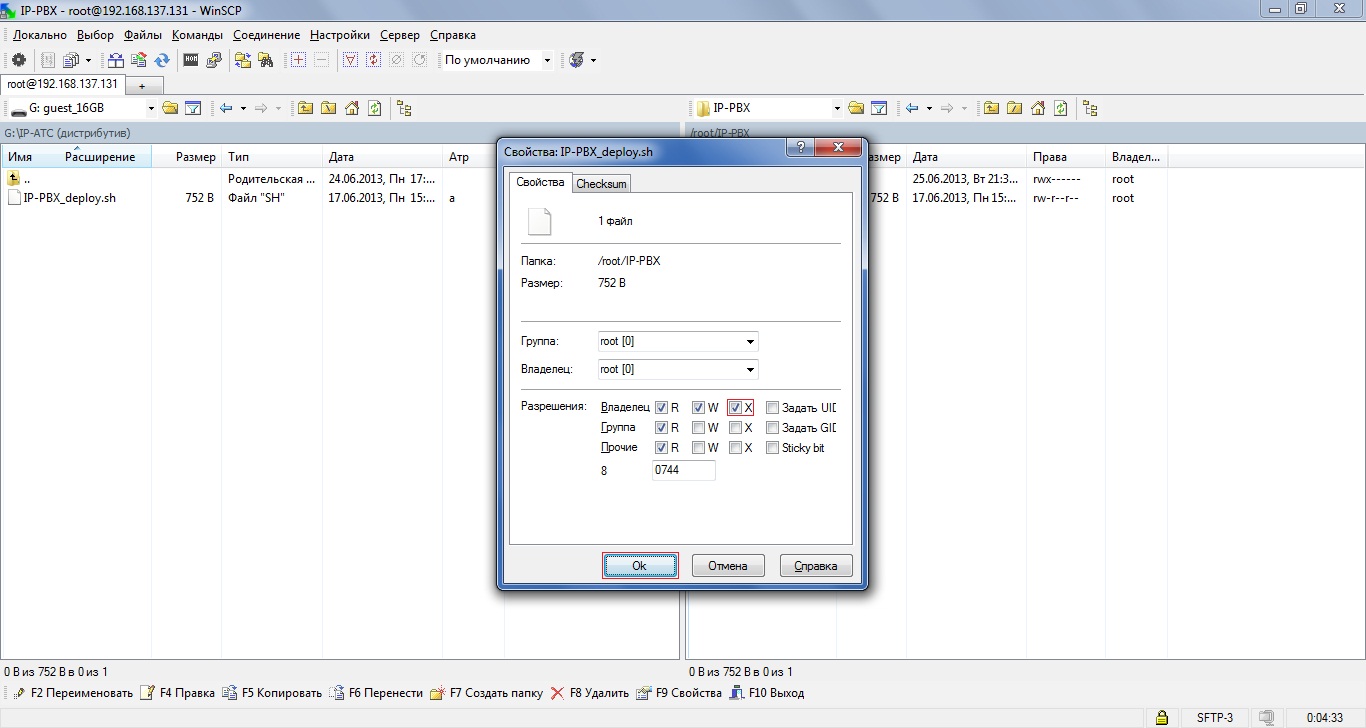 IP-PBX - root@192.168.137.131 - WinSCP
Локально Выбор Файлы Команды Соединение Настройки Сервер Справка
По умолчанию
root@192.168.137.131 +
G: guest_16GB IP-PBX
G:\IP-ATC (дистрибутив) /root/IP-PBX
Имя Расширение Размер Тип Дата Атр азмер Дата Права Владел...
.. Родительская ... 24.06.2013, Пн 17:... 25.06.2013, Вт 21:3... rwx------ root
IP-PBX_deploy.sh 752 B Файл "SH" 17.06.2013, Пн 15:... a 752 B 17.06.2013, Пн 15:... rw-r--r-- root
Свойства: IP-PBX_deploy.sh ?
Свойства Checksum
1 файл
Папка: /root/IP-PBX
Размер: 752 B
Группа: root [0]
Владелец: root [0]
Разрешения: Владелец R W X Задать UID
Группа R W X Задать GID
Прочие R W X Sticky bit
8 0744
Ok Отмена Справка
0 B из 752 B в 0 из 1 0 B из 752 B в 0 из 1
F2 Переименовать F4 Правка F5 Копировать F6 Перенести F7 Создать папку F8 Удалить F9 Свойства F10 Выход
SFTP-3 0:04:33